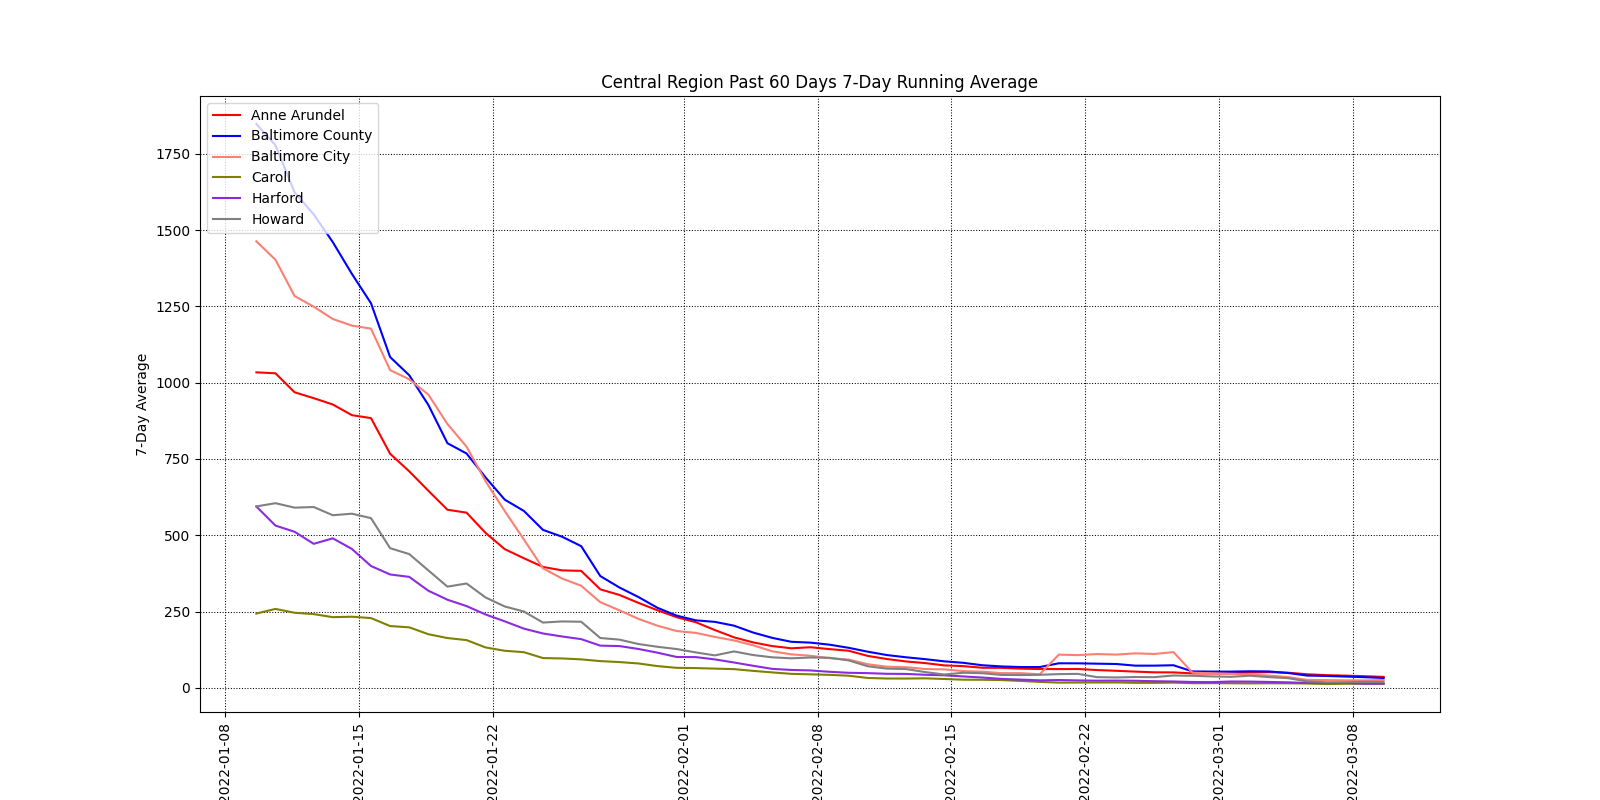 Central Region Past 60 Days 7-Day Running Average
Anne Arundel
Baltimore County
Baltimore City
Caroll
Harford
Howard
7-Day Average
1750
1500
1250
1000
750
500
250
0
2022-01-08
2022-01-15
2022-01-22
2022-02-01
2022-02-08
2022-02-15
2022-02-22
2022-03-01
2022-03-08